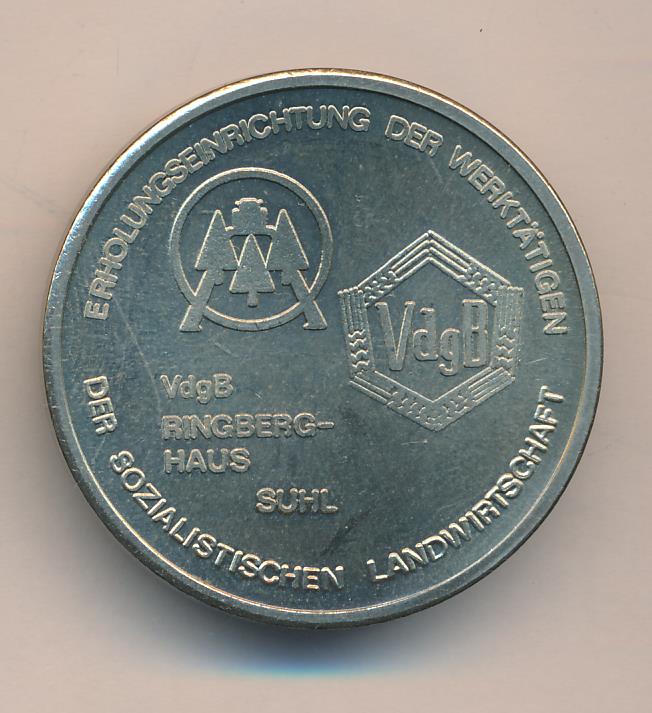 ERHOLUNGSEINRICHTUNG DER WERKTÄTIGEN
DER SOZIALISTISCHEN LANDWIRTSCHAFT
VdgB
VdgB
RINGBERG-
HAUS
SUHL